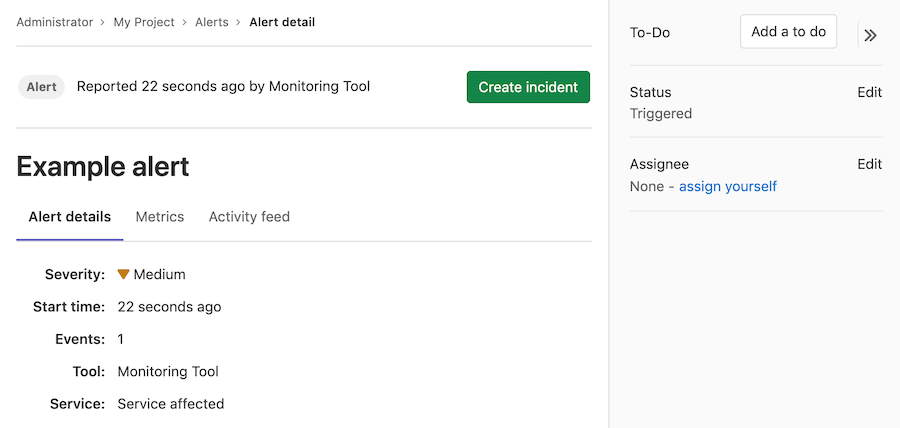 Administrator > My Project > Alerts > Alert detail
Alert Reported 22 seconds ago by Monitoring Tool Create incident
Example alert
Alert details Metrics Activity feed
Severity: Medium
Start time: 22 seconds ago
Events: 1
Tool: Monitoring Tool
Service: Service affected
To-Do Add a to do
Status Edit
Triggered
Assignee Edit
None - assign yourself